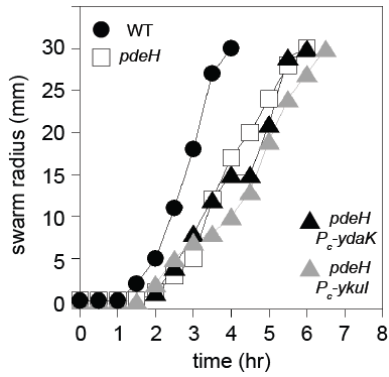 WT
pdeH
30
25
20
15
10
5
0
swarm radius (mm)
pdeH
Pc-ydaK
pdeH
Pc-ykuI
0 1 2 3 4 5 6 7 8
time (hr)